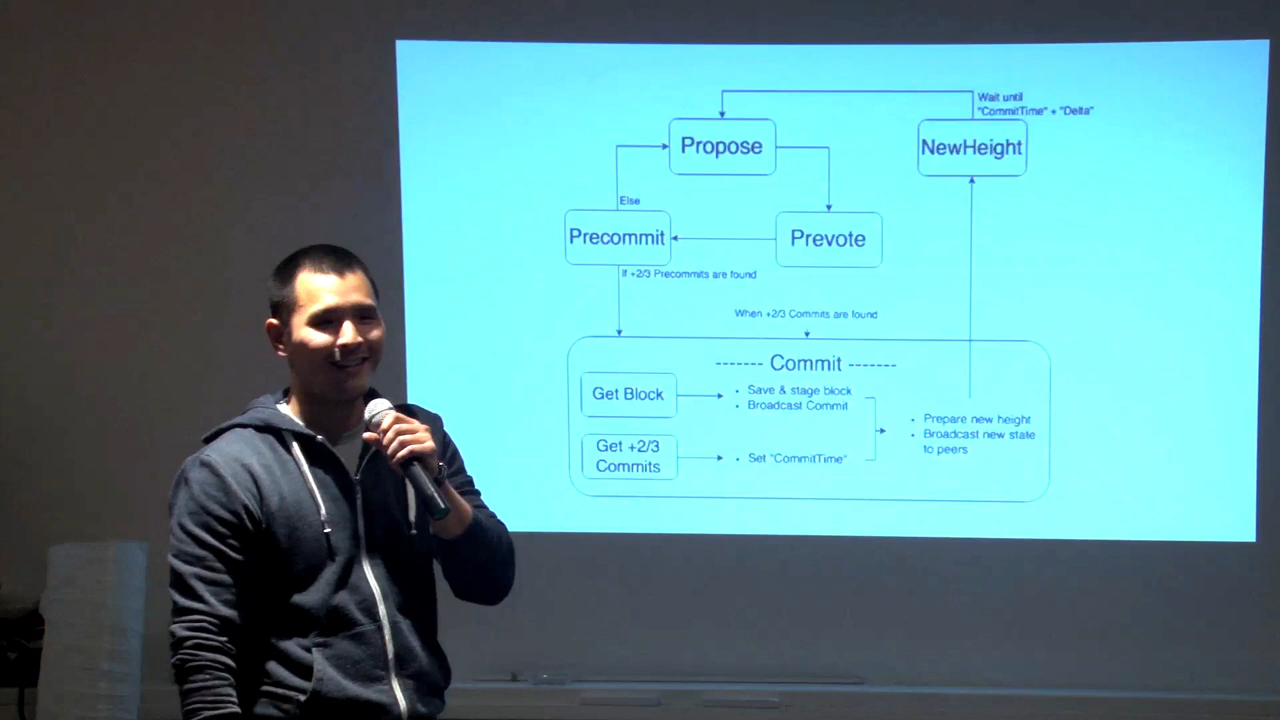 Wait until
"CommitTime" + "Delta"
Propose
NewHeight
Else
Precommit
Prevote
If +2/3 Precommits are found
When +2/3 Commits are found
------- Commit -------
Get Block
• Save & stage block
• Broadcast Commit
• Prepare new height
• Broadcast new state
to peers
Get +2/3
Commits
• Set "CommitTime"